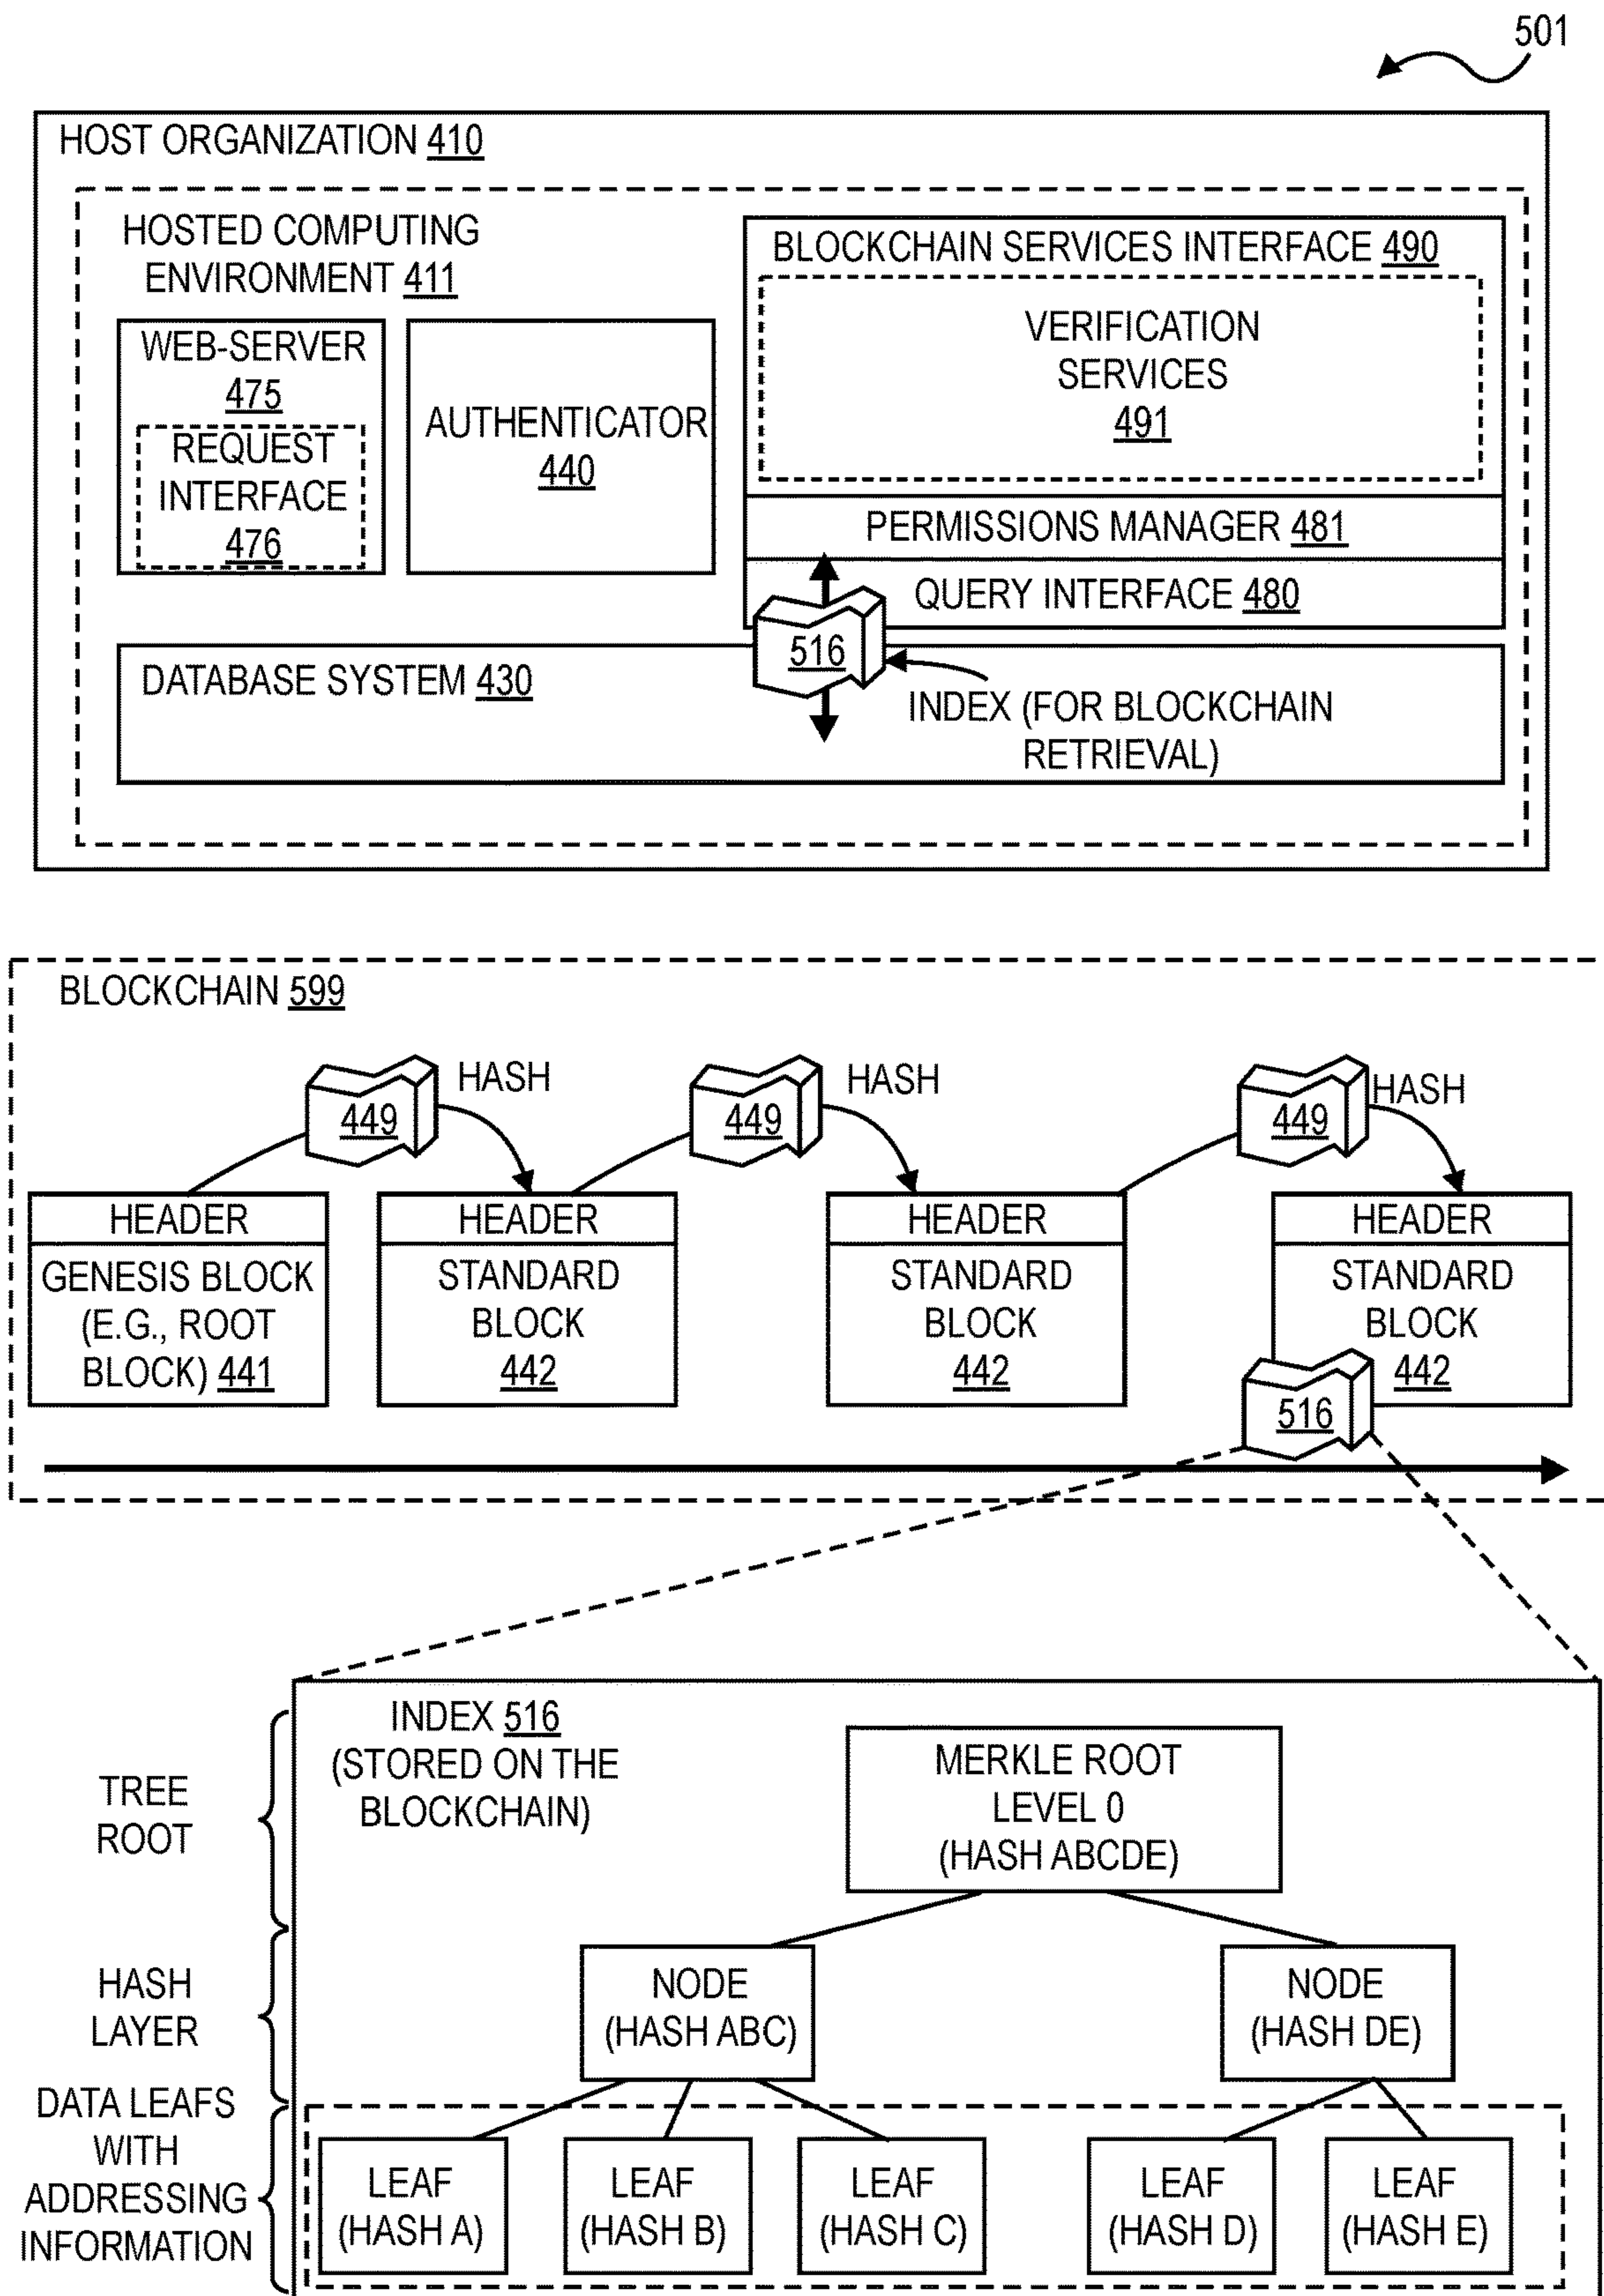 501
HOST ORGANIZATION 410
HOSTED COMPUTING
ENVIRONMENT 411
WEB-SERVER
475
REQUEST
INTERFACE
476
AUTHENTICATOR
440
BLOCKCHAIN SERVICES INTERFACE 490
VERIFICATION
SERVICES
491
PERMISSIONS MANAGER 481
QUERY INTERFACE 480
516
DATABASE SYSTEM 430
INDEX (FOR BLOCKCHAIN
RETRIEVAL)
BLOCKCHAIN 599
449
HASH
449
HASH
449
HASH
HEADER
GENESIS BLOCK
(E.G., ROOT
BLOCK) 441
HEADER
STANDARD
BLOCK
442
HEADER
STANDARD
BLOCK
442
HEADER
STANDARD
BLOCK
442
516
TREE
ROOT
INDEX 516
(STORED ON THE
BLOCKCHAIN)
MERKLE ROOT
LEVEL 0
(HASH ABCDE)
HASH
LAYER
NODE
(HASH ABC)
NODE
(HASH DE)
DATA LEAFS
WITH
ADDRESSING
INFORMATION
LEAF
(HASH A)
LEAF
(HASH B)
LEAF
(HASH C)
LEAF
(HASH D)
LEAF
(HASH E)